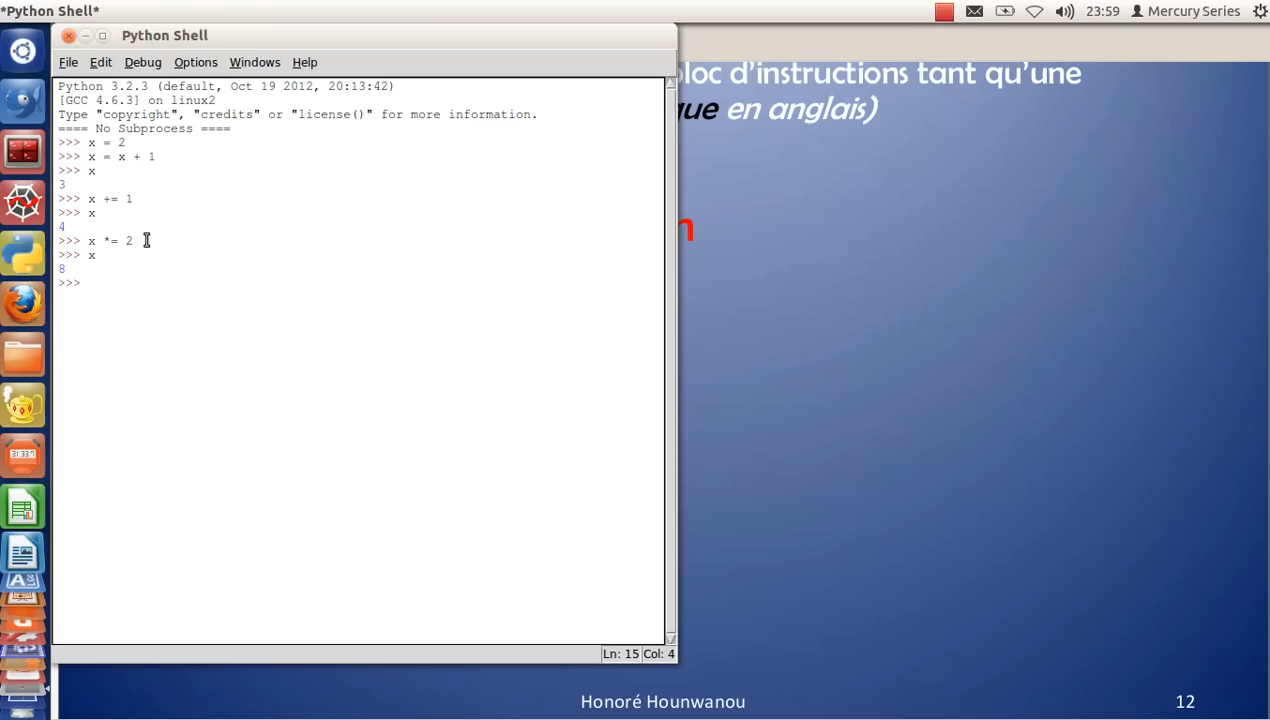 *Python Shell*
23:59
Mercury Series
Python Shell
File Edit Debug Options Windows Help
Python 3.2.3 (default, Oct 19 2012, 20:13:42)
[GCC 4.6.3] on linux2
Type "copyright", "credits" or "license()" for more information.
==== No Subprocess ====
>>> x = 2
>>> x = x + 1
>>> x
3
>>> x += 1
>>> x
4
>>> x *= 2
>>> x
8
>>>
Ln: 15 Col: 4
bloc d'instructions tant qu'une
en anglais)
31:337
Honoré Hounwanou
12